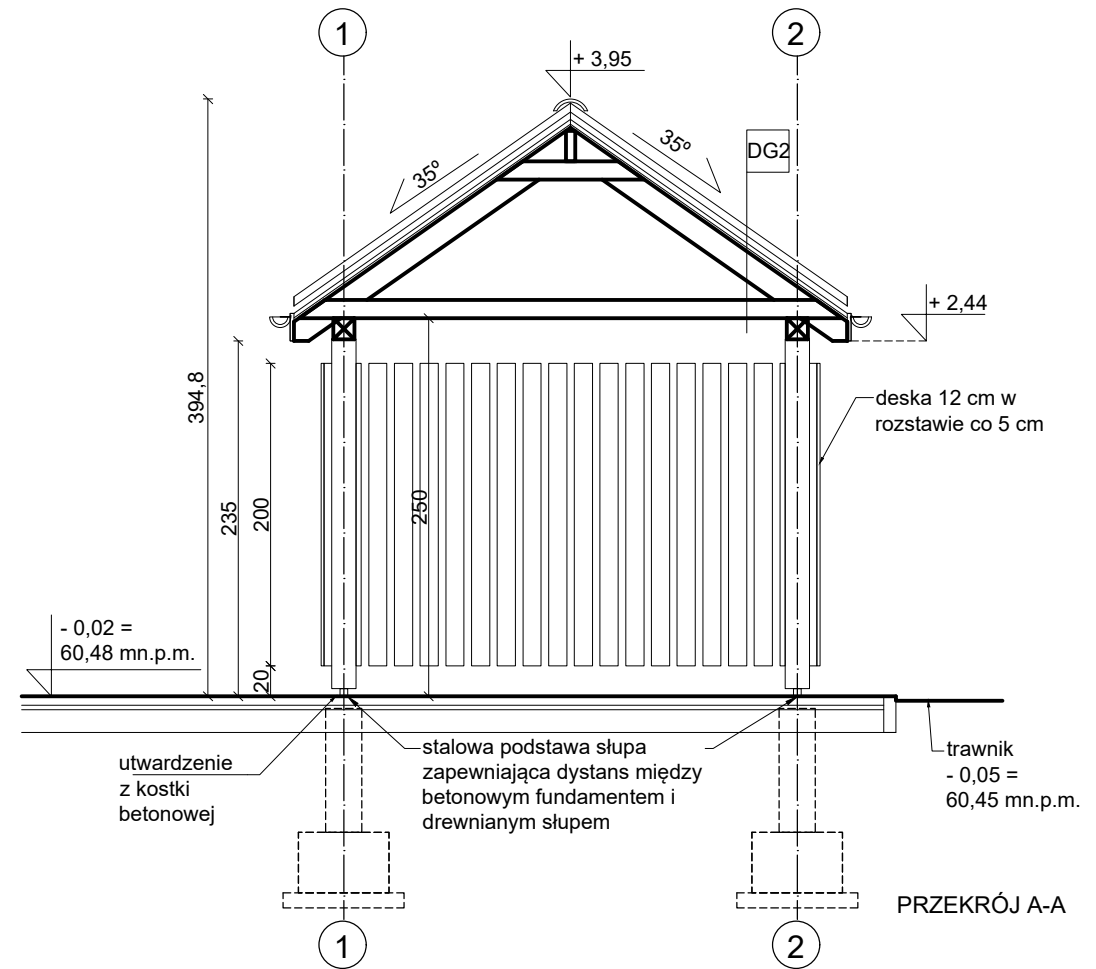 1
2
+ 3,95
35º
35º
DG2
+ 2,44
394,8
235
200
250
20
deska 12 cm w
rozstawie co 5 cm
- 0,02 =
60,48 mn.p.m.
utwardzenie
z kostki
betonowej
stalowa podstawa słupa
zapewniająca dystans między
betonowym fundamentem i
drewnianym słupem
trawnik
- 0,05 =
60,45 mn.p.m.
PRZEKRÓJ A-A
1
2